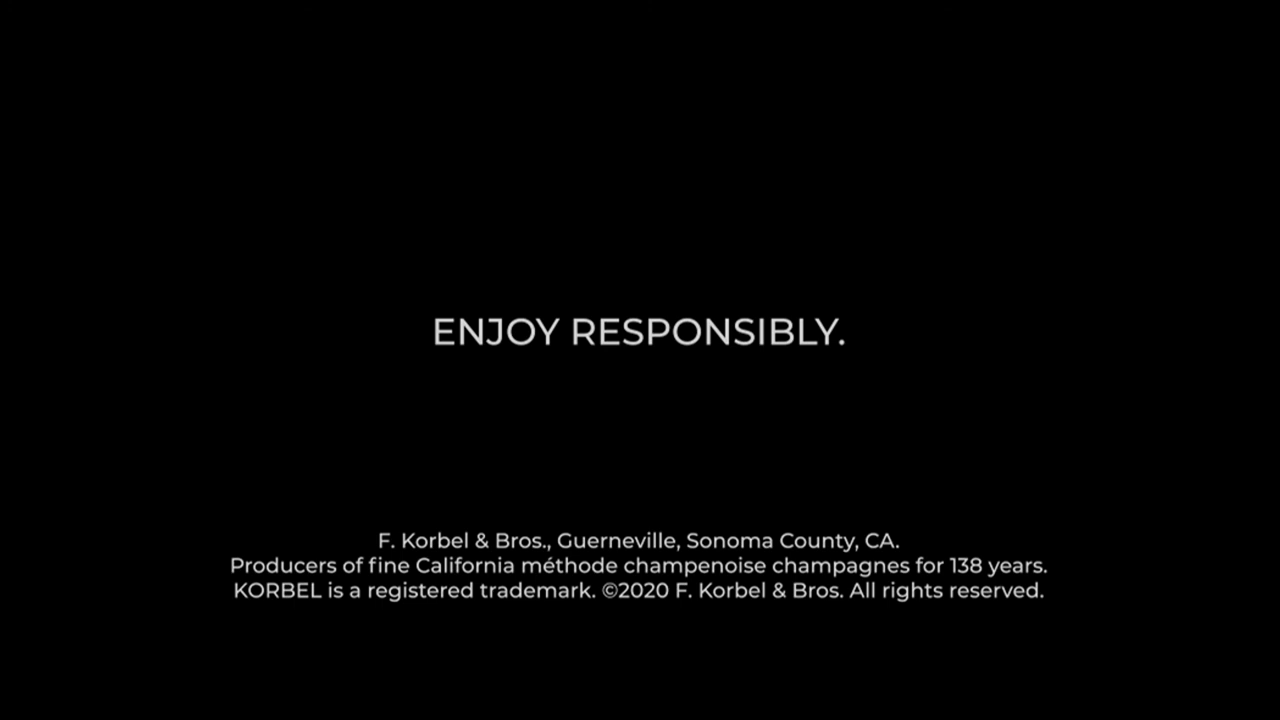 ENJOY RESPONSIBLY.
F. Korbel & Bros., Guerneville, Sonoma County, CA.
Producers of fine California méthode champenoise champagnes for 138 years.
KORBEL is a registered trademark. ©2020 F. Korbel & Bros. All rights reserved.